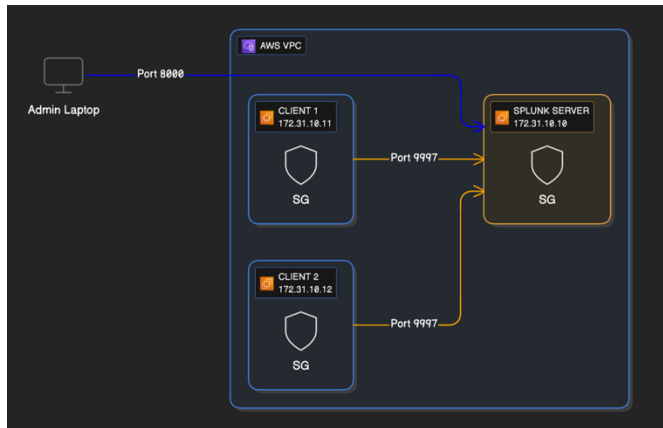 AWS VPC
Port 8000
Admin Laptop
CLIENT 1
172.31.10.11
SG
Port 9997
SPLUNK SERVER
172.31.10.10
SG
CLIENT 2
172.31.10.12
SG
Port 9997